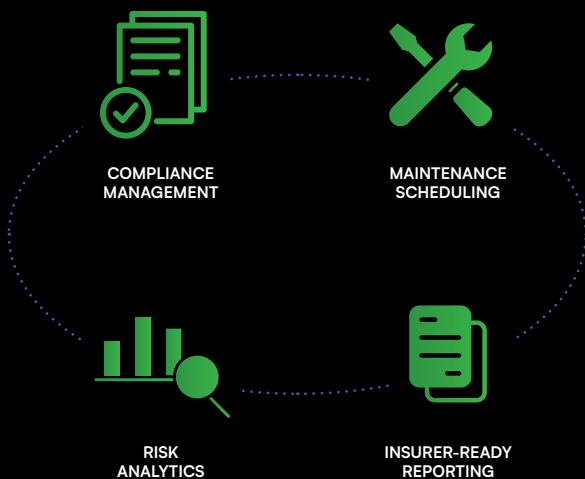 COMPLIANCE
MANAGEMENT
MAINTENANCE
SCHEDULING
RISK
ANALYTICS
INSURER-READY
REPORTING